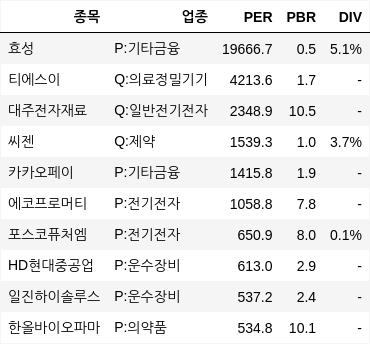 종목 업종 PER PBR DIV
효성 P:기타금융 19666.7 0.5 5.1%
티에스이 Q:의료정밀기기 4213.6 1.7 -
대주전자재료 Q:일반전기전자 2348.9 10.5 -
씨젠 Q:제약 1539.3 1.0 3.7%
카카오페이 P:기타금융 1415.8 1.9 -
에코프로머티 P:전기전자 1058.8 7.8 -
포스코퓨처엠 P:전기전자 650.9 8.0 0.1%
HD현대중공업 P:운수장비 613.0 2.9 -
일진하이솔루스 P:운수장비 537.2 2.4 -
한올바이오파마 P:의약품 534.8 10.1 -